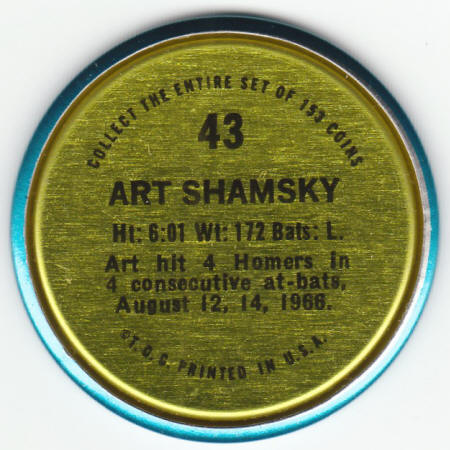 COLLECT THE ENTIRE SET OF 153 COINS
43
ART SHAMSKY
Ht: 6:01 Wt: 172 Bats: L.
Art hit 4 Homers in
4 consecutive at-bats,
August 12, 14, 1966.
©T.C.G. PRINTED IN U.S.A.